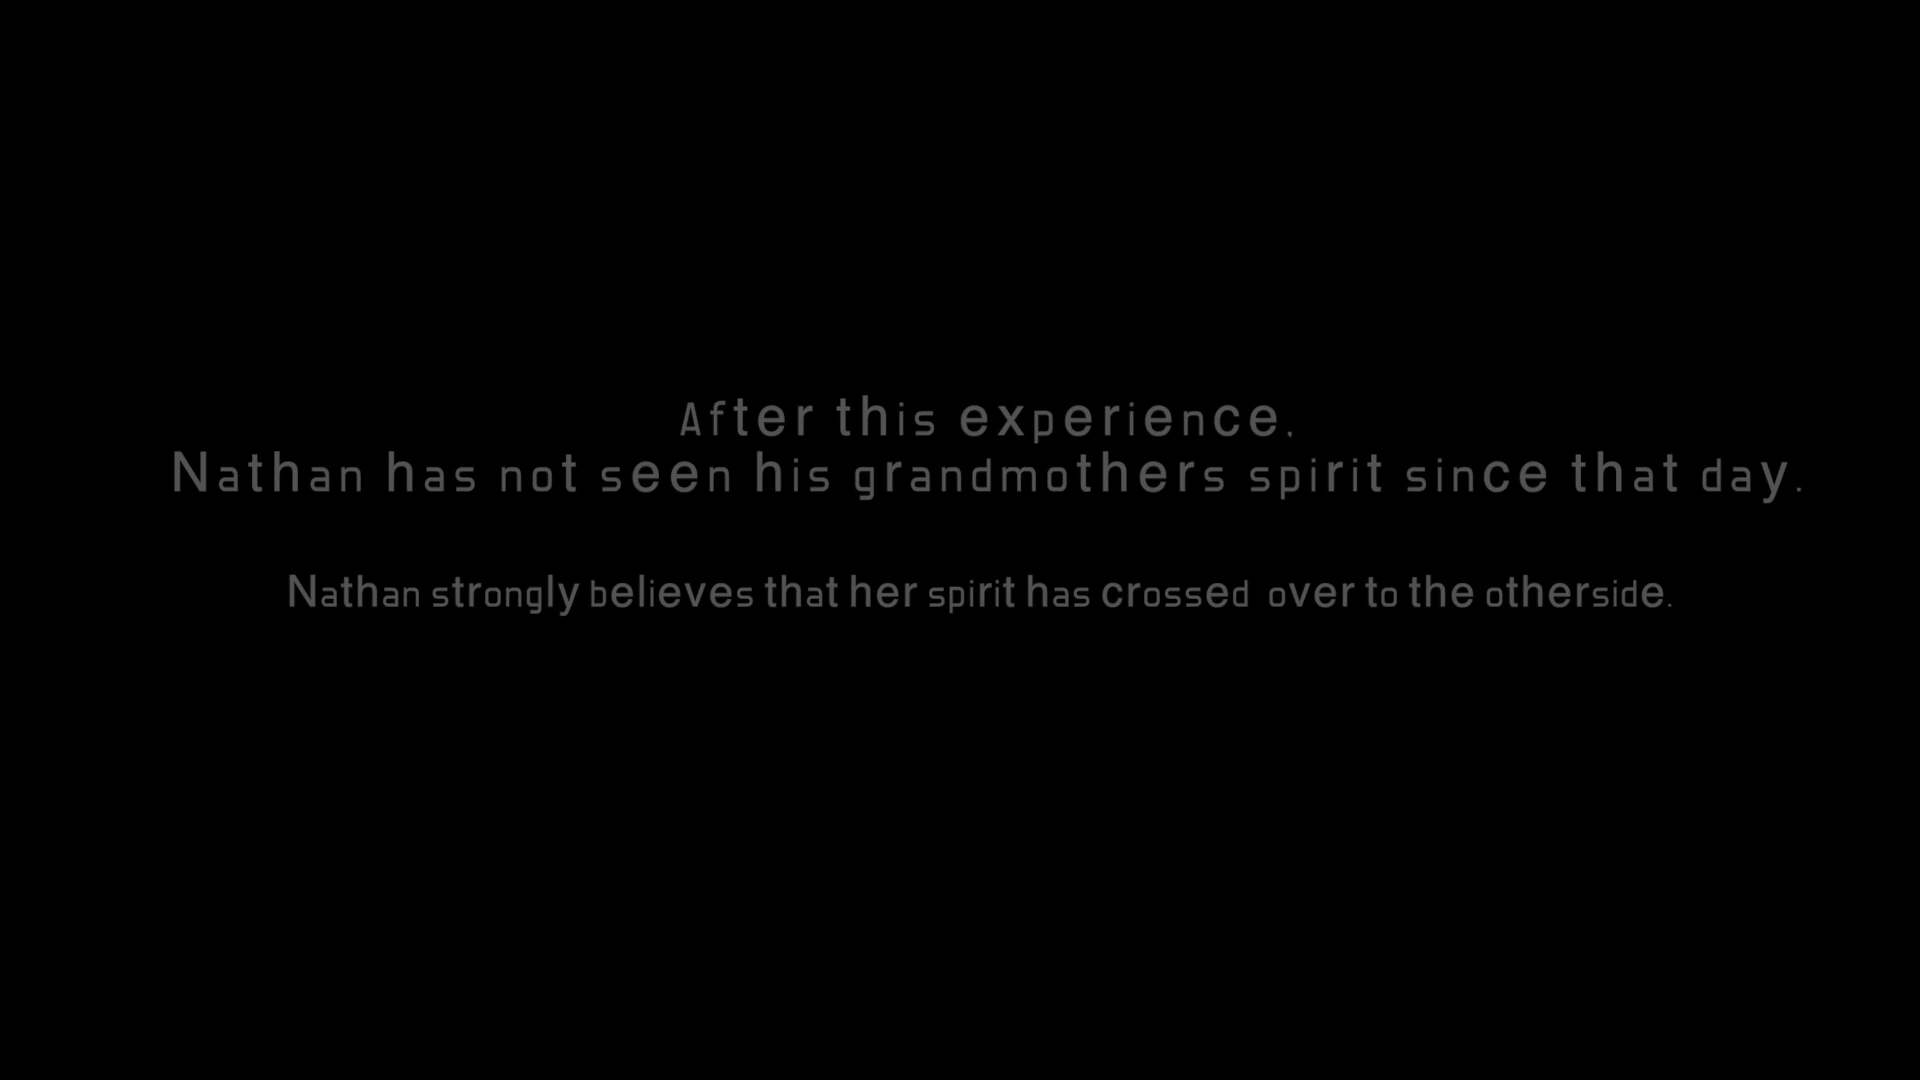 After this experience,
Nathan has not seen his grandmothers spirit since that day.
Nathan strongly believes that her spirit has crossed over to the otherside.